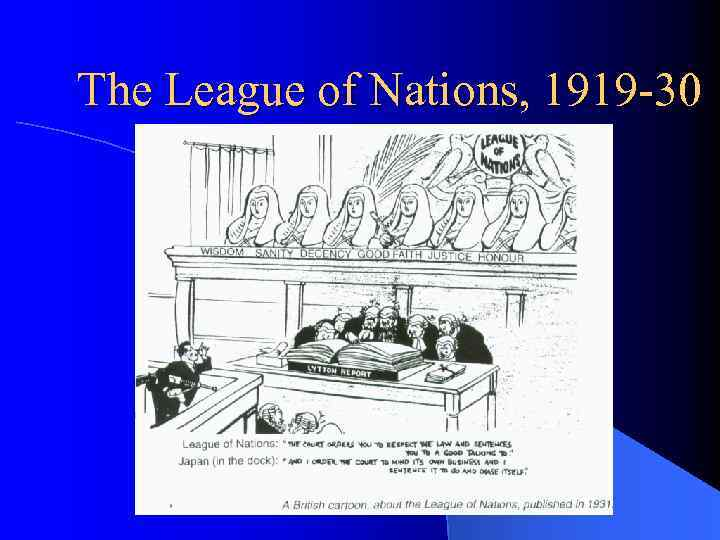 The League of Nations, 1919-30
LEAGUE
OF
NATIONS
WISDOM SANITY DECENCY GOOD FAITH JUSTICE HONOUR
LYTTON REPORT
League of Nations: "THE COURT ORDERS YOU TO RESPECT THE LAW AND SENTENCES
YOU TO A GOOD TALKING TO."
Japan (in the dock): "AND I ORDER THE COURT TO MIND ITS OWN BUSINESS AND I
SENTENCE IT TO GO AND CHASE ITSELF."
A British cartoon, about the League of Nations, published in 1931.